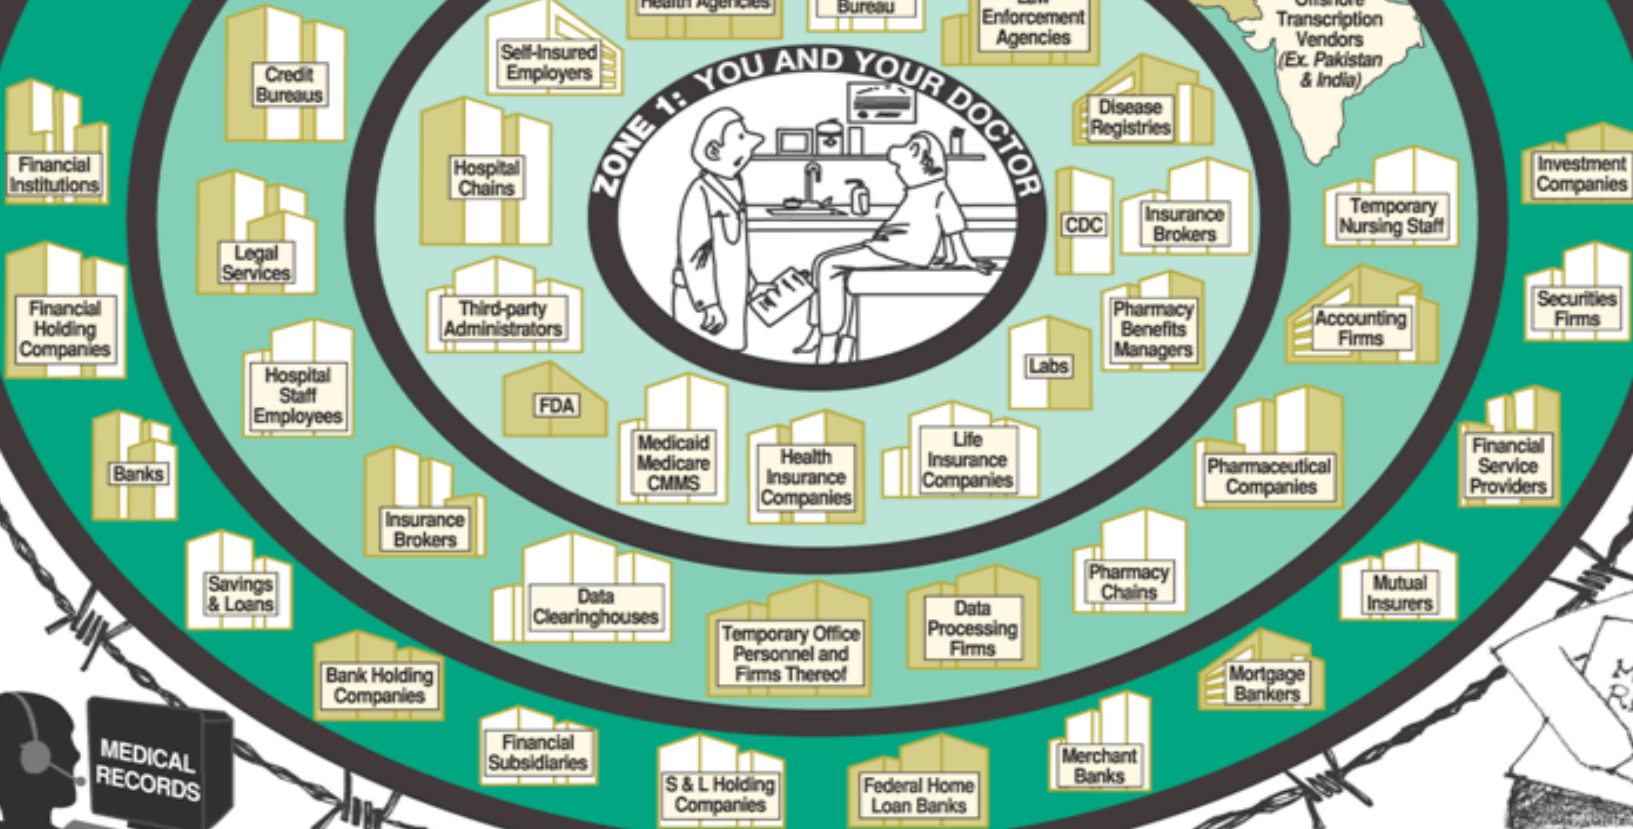 Health Agencies
Bureau
Law
Enforcement
Agencies
Offshore
Transcription
Vendors
(Ex. Pakistan
& India)
Credit
Bureaus
Self-Insured
Employers
ZONE 1: YOU AND YOUR DOCTOR
Disease
Registries
Financial
Institutions
Hospital
Chains
Investment
Companies
CDC
Insurance
Brokers
Temporary
Nursing Staff
Legal
Services
Financial
Holding
Companies
Third-party
Administrators
Pharmacy
Benefits
Managers
Accounting
Firms
Securities
Firms
Hospital
Staff
Employees
FDA
Labs
Banks
Medicaid
Medicare
CMMS
Health
Insurance
Companies
Life
Insurance
Companies
Pharmaceutical
Companies
Financial
Service
Providers
Insurance
Brokers
Savings
& Loans
Data
Clearinghouses
Temporary Office
Personnel and
Firms Thereof
Data
Processing
Firms
Pharmacy
Chains
Mutual
Insurers
Bank Holding
Companies
Mortgage
Bankers
Financial
Subsidiaries
S & L Holding
Companies
Federal Home
Loan Banks
Merchant
Banks
MEDICAL
RECORDS